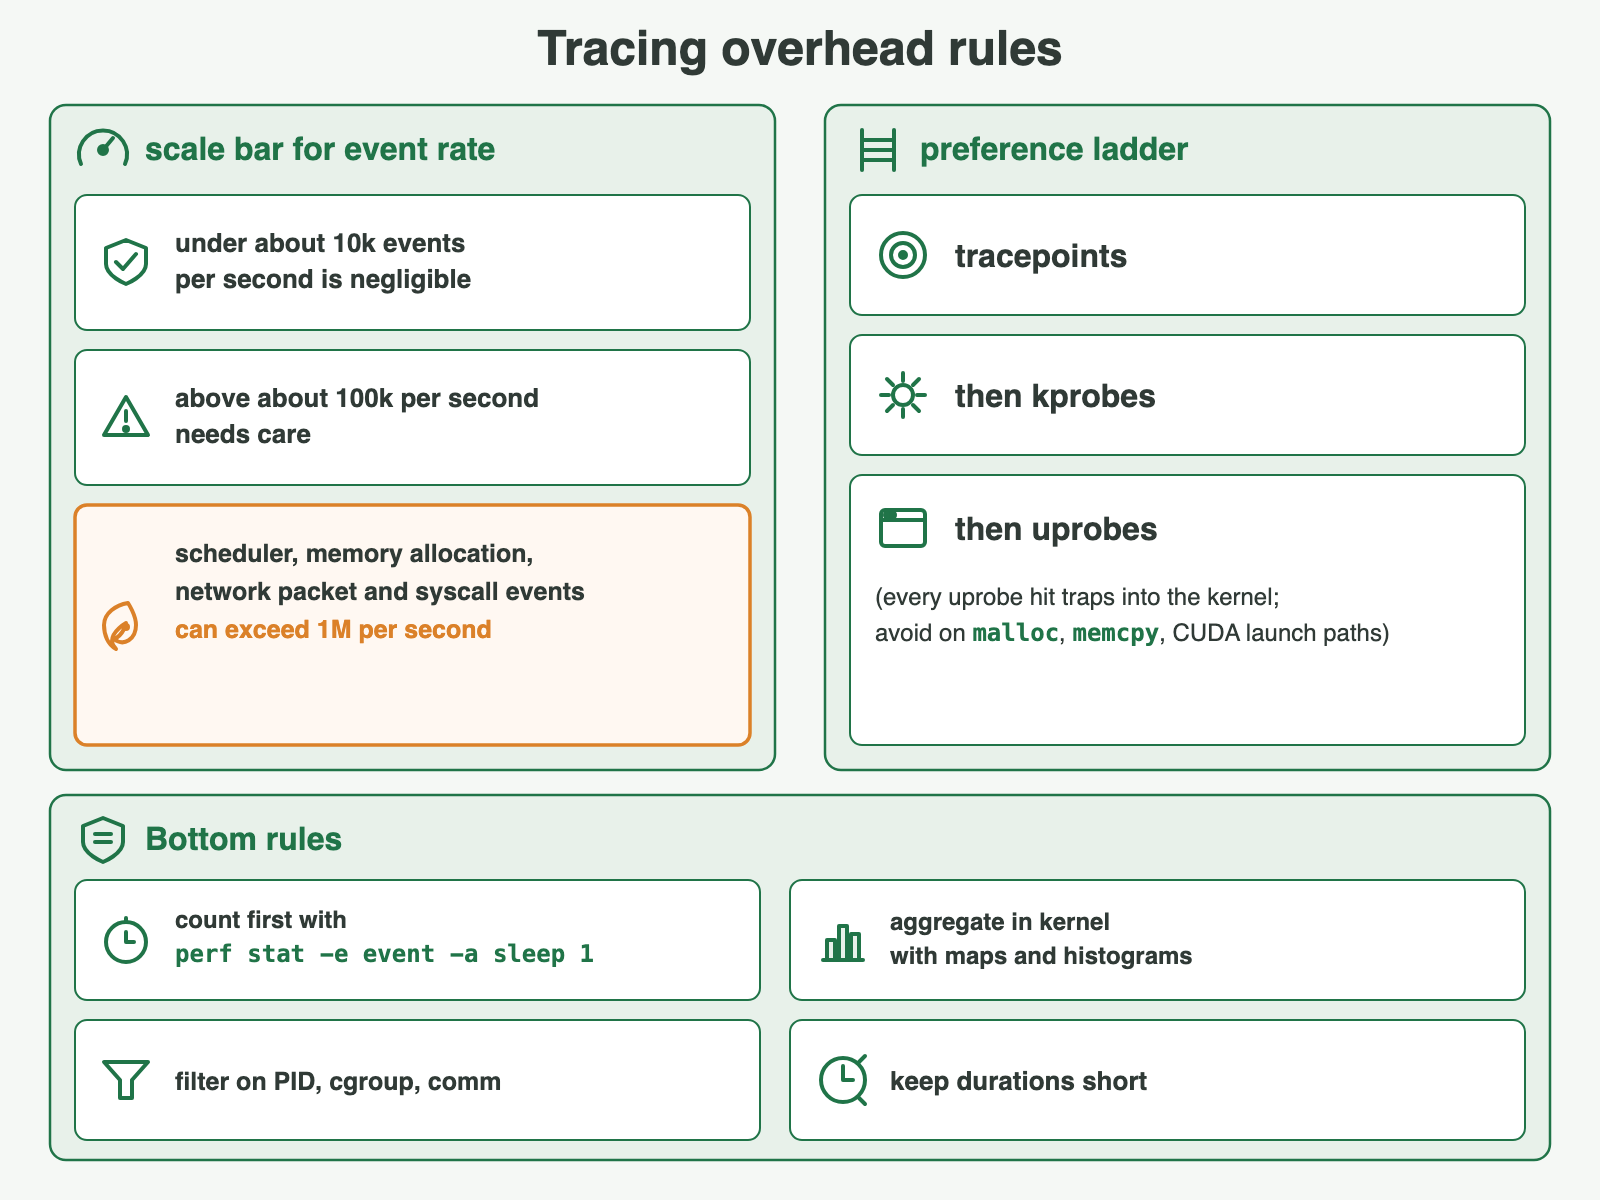 Tracing overhead rules
scale bar for event rate
under about 10k events
per second is negligible
above about 100k per second
needs care
scheduler, memory allocation,
network packet and syscall events
can exceed 1M per second
preference ladder
tracepoints
then kprobes
then uprobes
(every uprobe hit traps into the kernel;
avoid on malloc, memcpy, CUDA launch paths)
Bottom rules
count first with
perf stat –e event –a sleep 1
aggregate in kernel
with maps and histograms
filter on PID, cgroup, comm
keep durations short